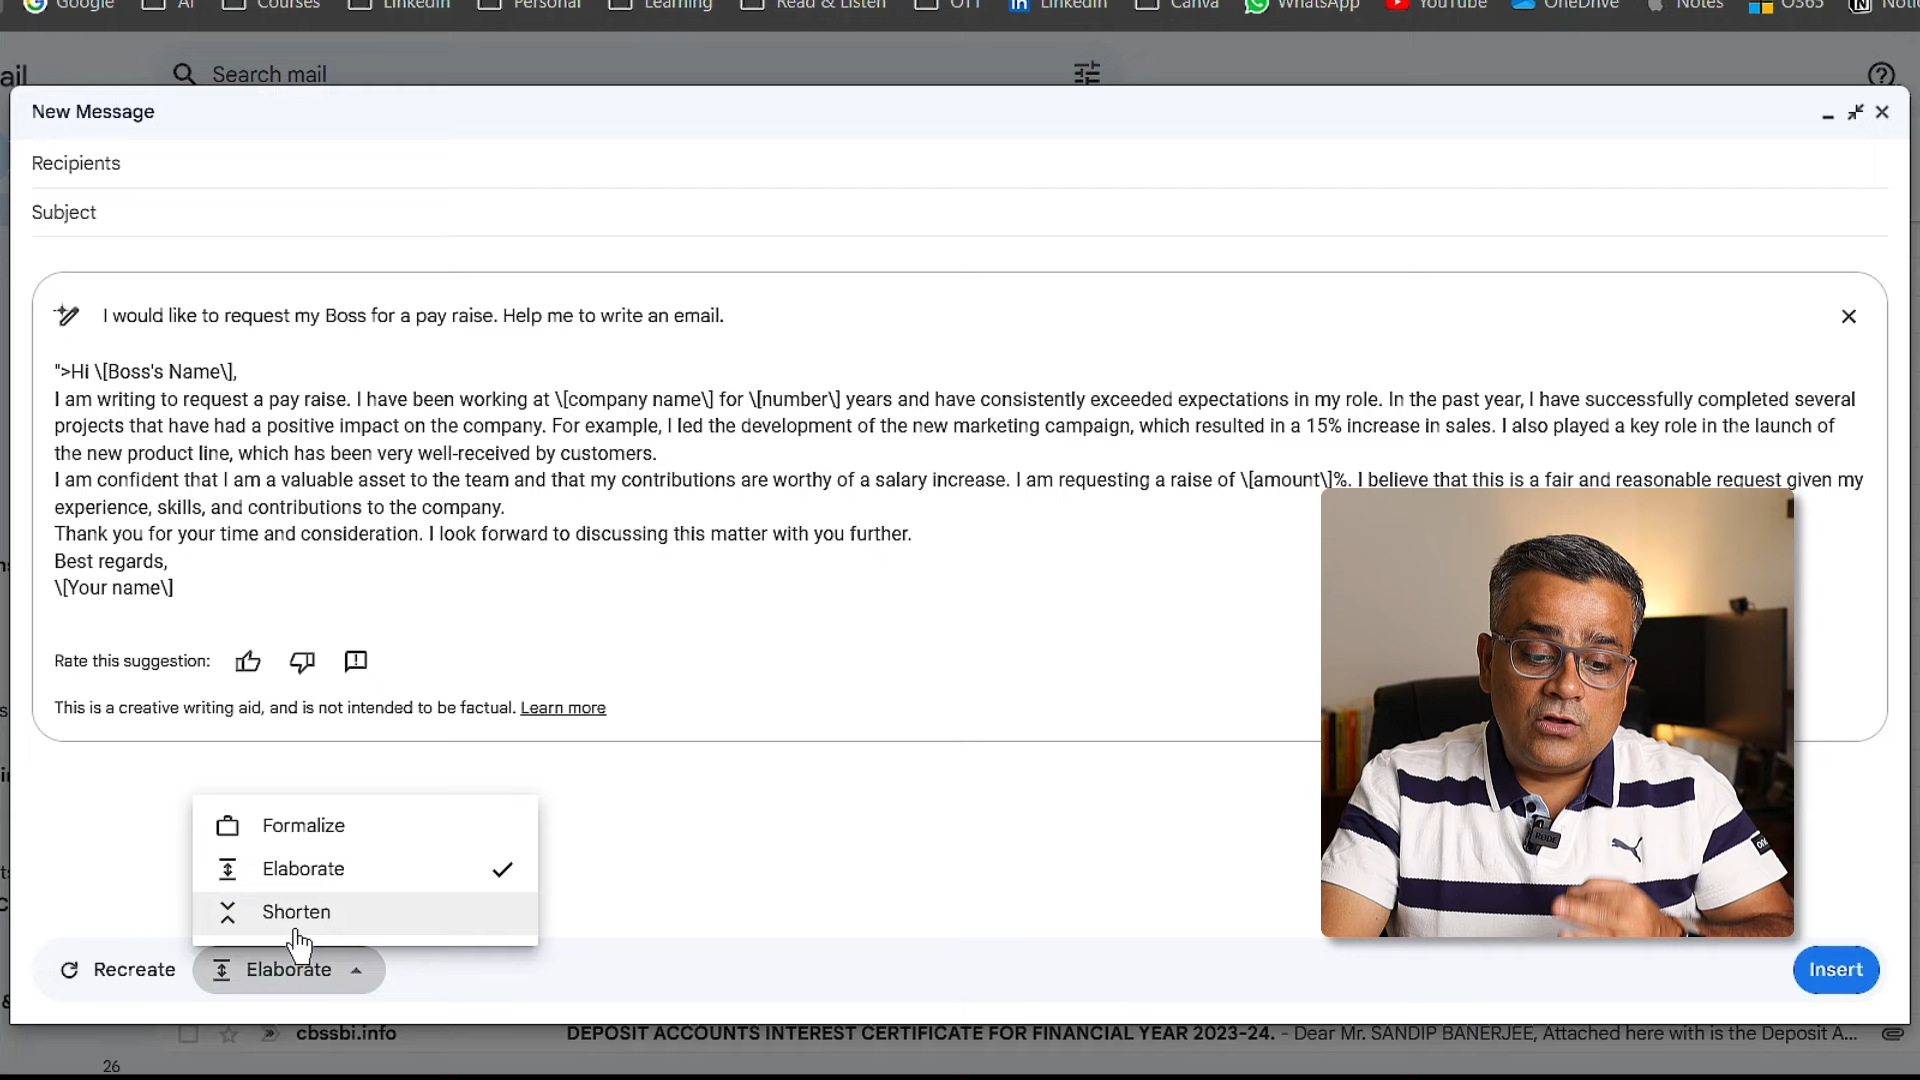 Google AI Courses LinkedIn Personal Learning Read & Listen OTT LinkedIn Canva WhatsApp YouTube OneDrive Notes O365
ail Search mail
New Message
Recipients
Subject
I would like to request my Boss for a pay raise. Help me to write an email.
">Hi \[Boss's Name\],
I am writing to request a pay raise. I have been working at \[company name\] for \[number\] years and have consistently exceeded expectations in my role. In the past year, I have successfully completed several
projects that have had a positive impact on the company. For example, I led the development of the new marketing campaign, which resulted in a 15% increase in sales. I also played a key role in the launch of
the new product line, which has been very well-received by customers.
I am confident that I am a valuable asset to the team and that my contributions are worthy of a salary increase. I am requesting a raise of \[amount\]%. I believe that this is a fair and reasonable request given my
experience, skills, and contributions to the company.
Thank you for your time and consideration. I look forward to discussing this matter with you further.
Best regards,
\[Your name\]
Rate this suggestion:
This is a creative writing aid, and is not intended to be factual. Learn more
Formalize
Elaborate
Shorten
RODE
Recreate Elaborate Insert
cbssbi.info DEPOSIT ACCOUNTS INTEREST CERTIFICATE FOR FINANCIAL YEAR 2023-24. - Dear Mr. SANDIP BANERJEE, Attached here with is the Deposit A...
26